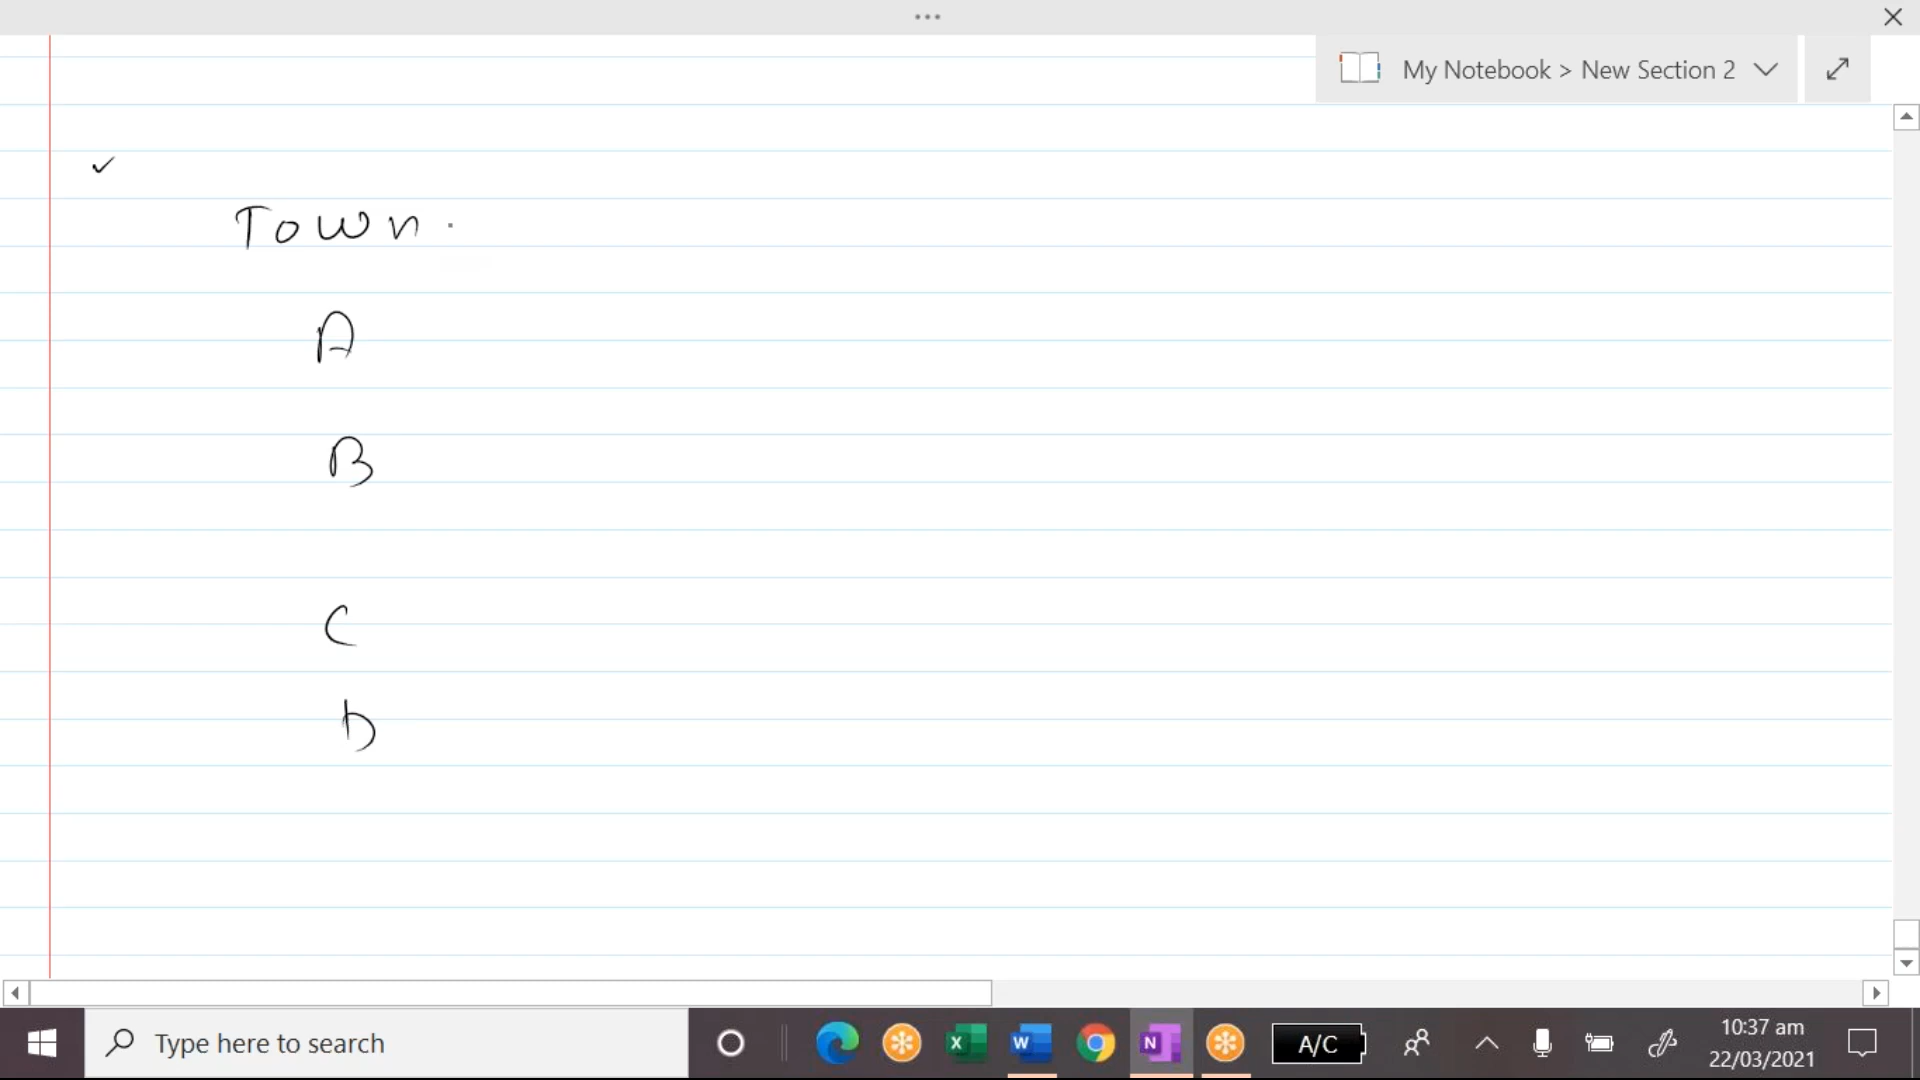 My Notebook > New Section 2
✓
Town
A
B
C
D
Type here to search
A/C
10:37 am
22/03/2021